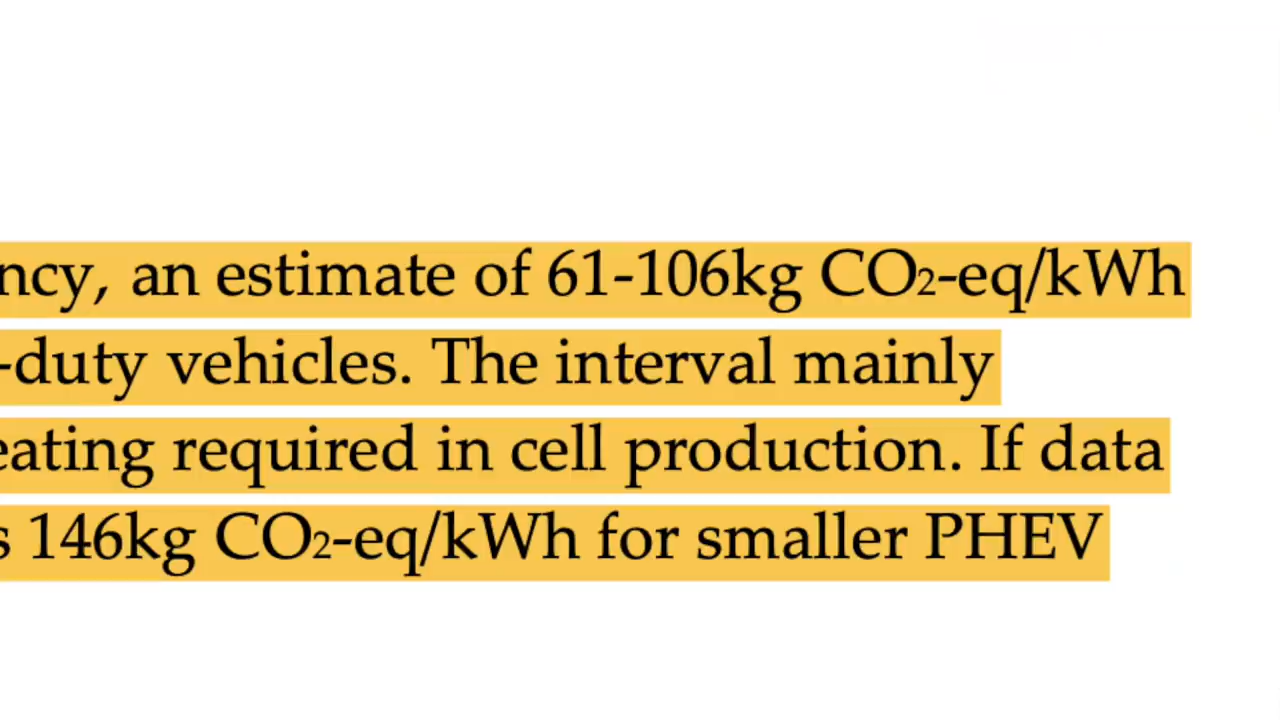 ncy, an estimate of 61-106kg CO₂-eq/kWh
-duty vehicles. The interval mainly
eating required in cell production. If data
s 146kg CO₂-eq/kWh for smaller PHEV